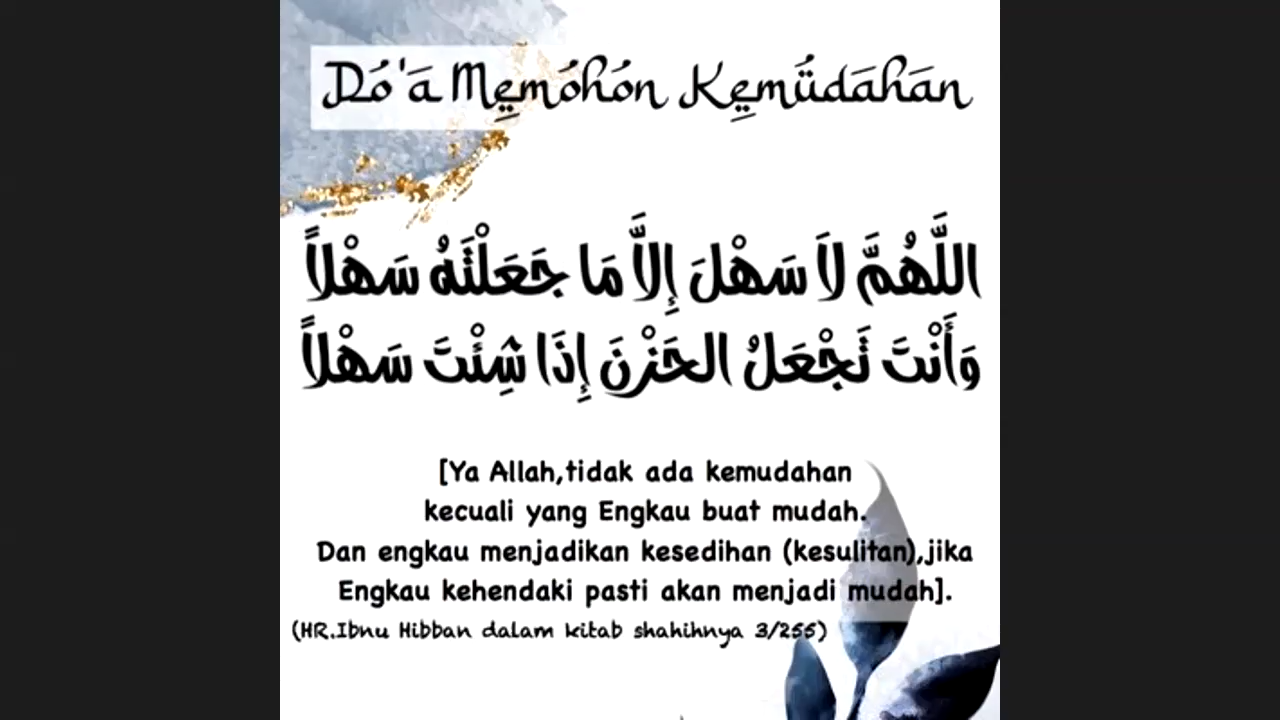 Do'a Memohon Kemudahan
اللَّهُمَّ لاَ سَهْلَ إِلاَّ مَا جَعَلْتَهُ سَهْلاً
وَأَنْتَ تَجْعَلُ الحَزْنَ إِذَا شِئْتَ سَهْلاً
[Ya Allah,tidak ada kemudahan
kecuali yang Engkau buat mudah.
Dan engkau menjadikan kesedihan (kesulitan),jika
Engkau kehendaki pasti akan menjadi mudah].
(HR.Ibnu Hibban dalam kitab shahihnya 3/255)